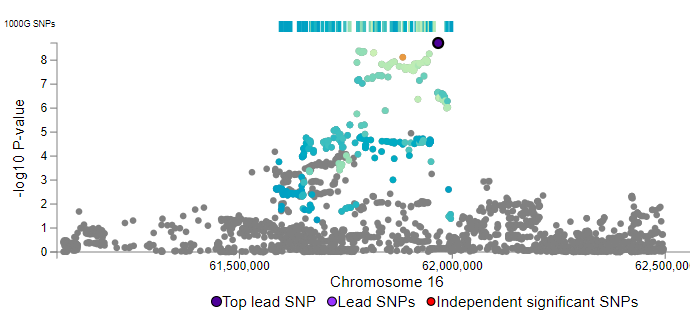 1000G SNPs
8
7
6
5
4
3
2
1
0
-log10 P-value
61,500,000 62,000,000 62,500,000
Chromosome 16
Top lead SNP Lead SNPs Independent significant SNPs